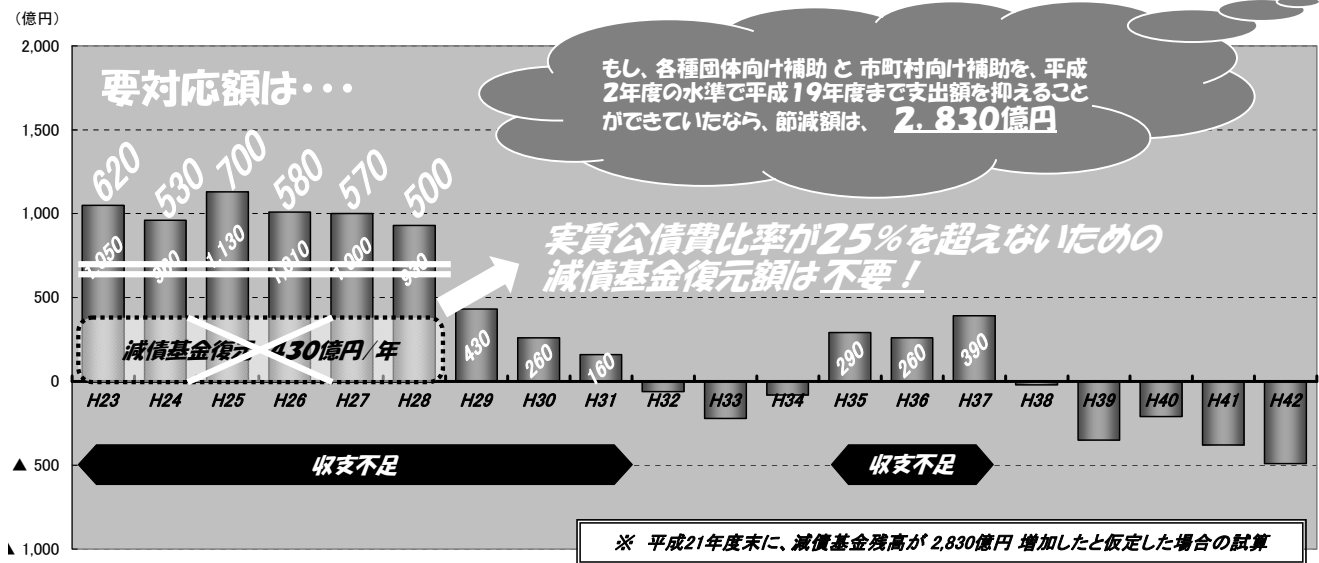 （億円）
2,000
1,500
1,000
500
0
▲ 500
▲ 1,000
要対応額は・・・
もし、各種団体向け補助 と 市町村向け補助を、平成
2年度の水準で平成19年度まで支出額を抑えること
ができていたなら、節減額は、 2,830億円
620 530 700 580 570 500
1,050 960 1,130 1,010 1,000 930
実質公債費比率が25%を超えないための
減債基金復元額は不要！
減債基金復元 430億円/年
430 260 160 290 260 390
H23 H24 H25 H26 H27 H28 H29 H30 H31 H32 H33 H34 H35 H36 H37 H38 H39 H40 H41 H42
収支不足 収支不足
※ 平成21年度末に、減債基金残高が 2,830億円 増加したと仮定した場合の試算